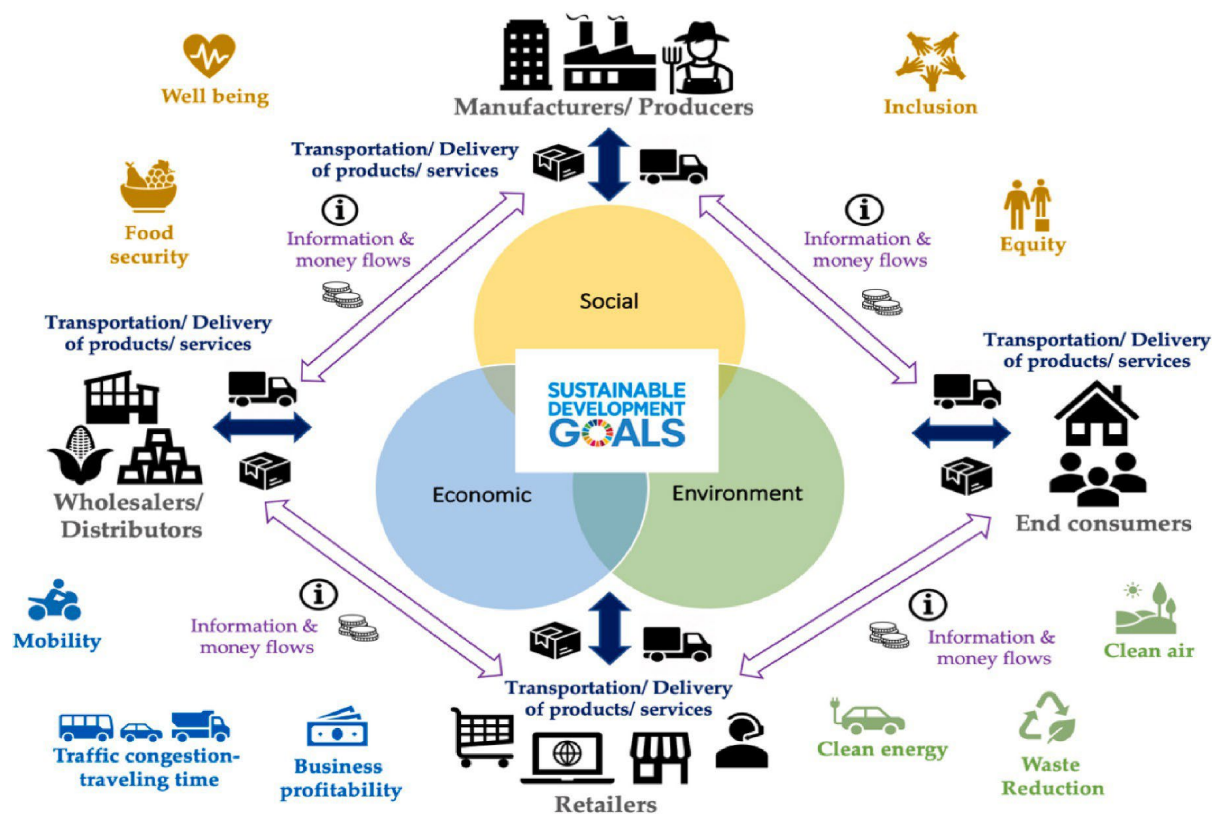 Well being
Manufacturers/ Producers
Inclusion
Transportation/ Delivery
of products/ services
Food
security
Information &
money flows
Information &
money flows
Equity
Social
Transportation/ Delivery
of products/ services
Transportation/ Delivery
of products/ services
SUSTAINABLE
DEVELOPMENT
GOALS
Economic
Environment
Wholesalers/
Distributors
End consumers
Mobility
Information &
money flows
Information &
money flows
Clean air
Transportation/ Delivery
of products/ services
Traffic congestion-
traveling time
Business
profitability
Clean energy
Waste
Reduction
Retailers